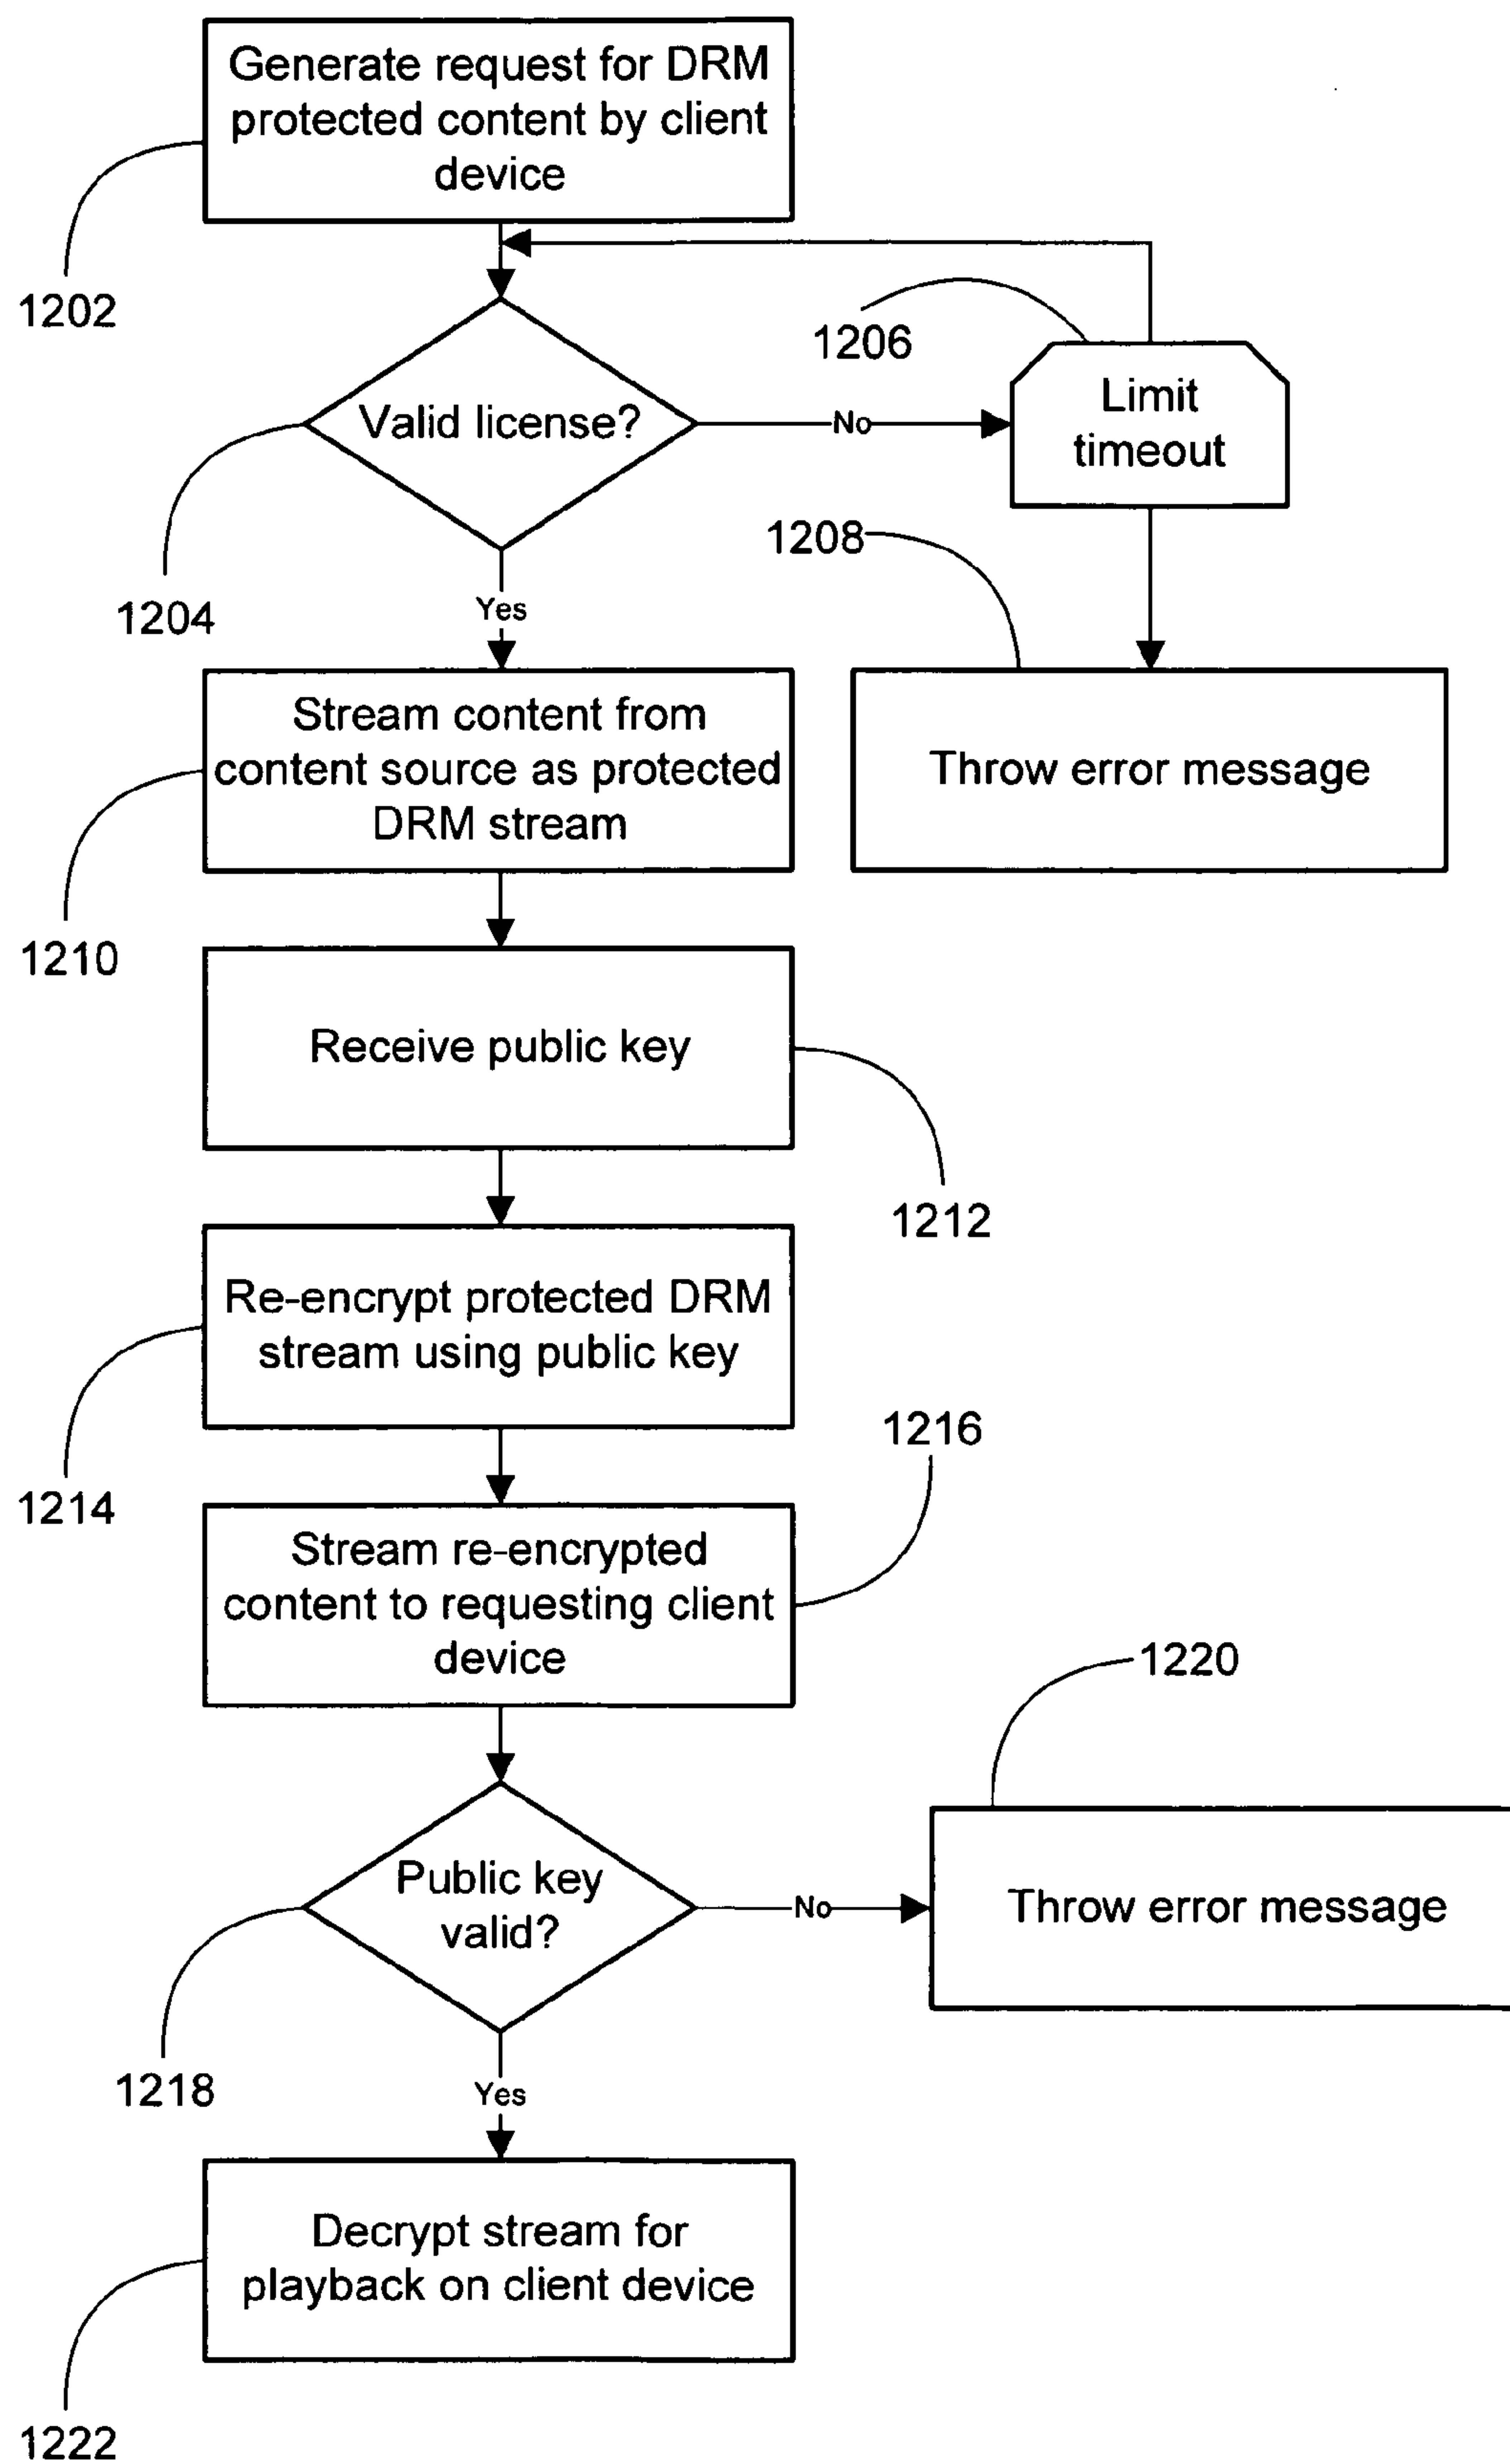 Generate request for DRM
protected content by client
device
1202
1206
Limit
timeout
Valid license?
No
1208
1204
Yes
Stream content from
content source as protected
DRM stream
Throw error message
1210
Receive public key
1212
Re-encrypt protected DRM
stream using public key
1216
1214
Stream re-encrypted
content to requesting client
device
1220
Public key
valid?
No
Throw error message
1218
Yes
Decrypt stream for
playback on client device
1222